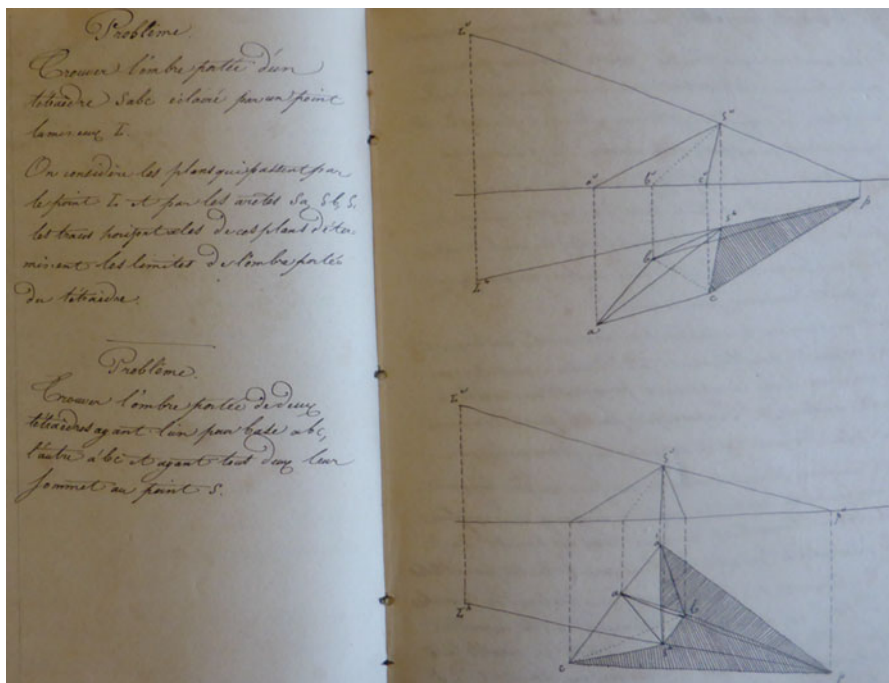 Problème.
Trouver l'ombre portée d'un
tétraèdre Sabc éclairé par un point
lumineux L.
On considère les plans qui passent par
le point L et par les arêtes Sa, Sb, S
les traces horizontales de ces plans déter-
minent les limites de l'ombre portée
du tétraèdre.
Problème.
Trouver l'ombre portée de deux
tétraèdres ayant l'un pour base abc,
l'autre a'bc et ayant tout deux leur
sommet au point S.
L"
s"
a" b" c"
p
b
c
a
a
b
c